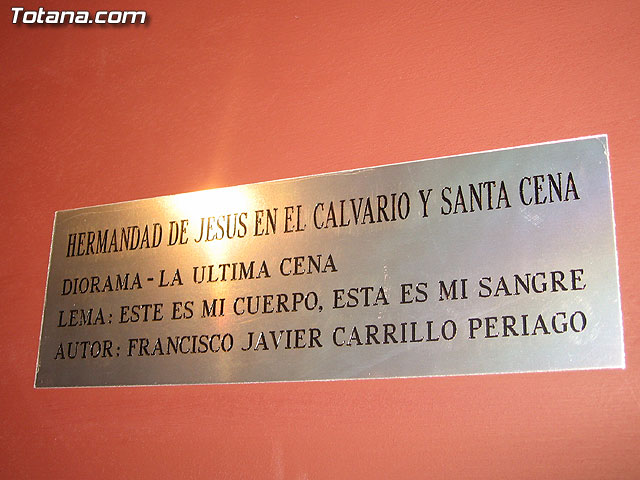 Totana.com
HERMANDAD DE JESUS EN EL CALVARIO Y SANTA CENA
DIORAMA - LA ULTIMA CENA
LEMA: ESTE ES MI CUERPO, ESTA ES MI SANGRE
AUTOR: FRANCISCO JAVIER CARRILLO PERIAGO